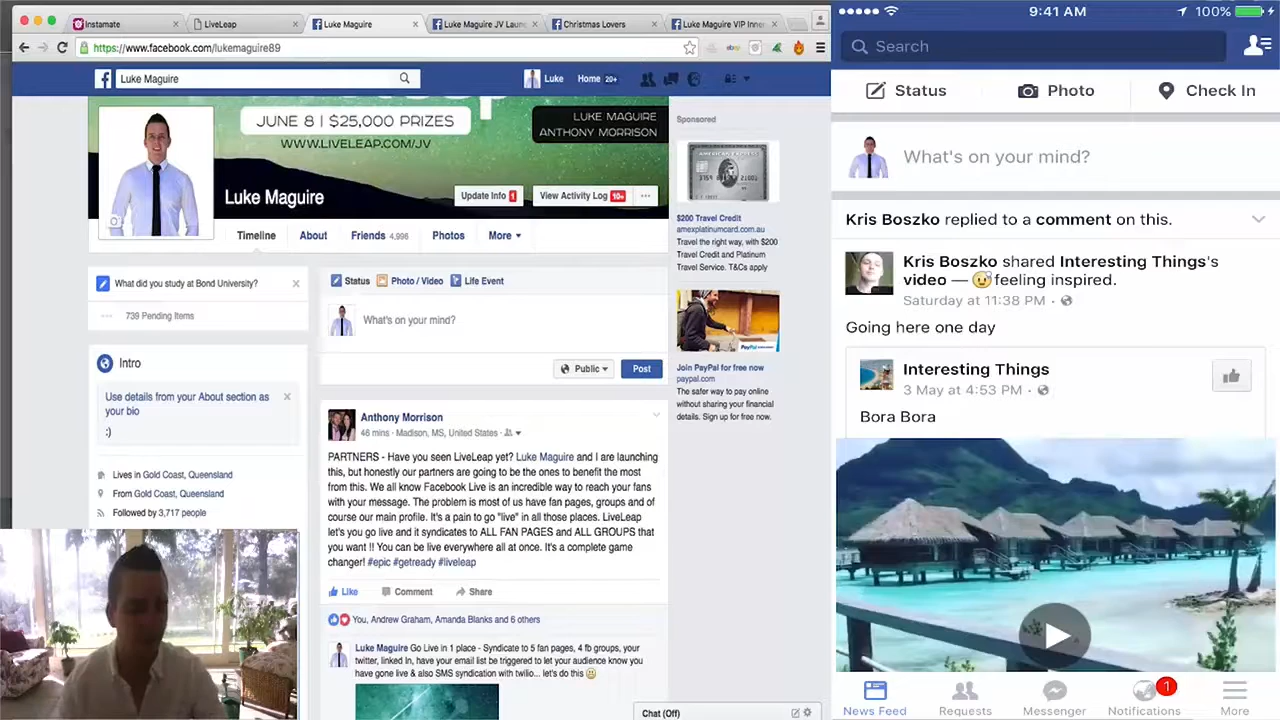 Instamate
LiveLeap
Luke Maguire
Luke Maguire JV Laun
Christmas Lovers
Luke Maguire VIP Inner
https://www.facebook.com/lukemaguire89
Luke Maguire
Luke
Home 20+
JUNE 8 | $25,000 PRIZES
WWW.LIVELEAP.COM/JV
LUKE MAGUIRE
ANTHONY MORRISON
Luke Maguire
Update Info 1
View Activity Log 10+
Timeline
About
Friends 4,996
Photos
More
What did you study at Bond University?
739 Pending Items
Intro
Use details from your About section as
your bio
:)
Lives in Gold Coast, Queensland
From Gold Coast, Queensland
Followed by 3,717 people
Status
Photo / Video
Life Event
What's on your mind?
Public
Post
Anthony Morrison
46 mins · Madison, MS, United States ·
PARTNERS - Have you seen LiveLeap yet? Luke Maguire and I are launching
this, but honestly our partners are going to be the ones to benefit the most
from this. We all know Facebook Live is an incredible way to reach your fans
with your message. The problem is most of us have fan pages, groups and of
course our main profile. It's a pain to go "live" in all those places. LiveLeap
let's you go live and it syndicates to ALL FAN PAGES and ALL GROUPS that
you want !! You can be live everywhere all at once. It's a complete game
changer! #epic #getready #liveleap
Like
Comment
Share
You, Andrew Graham, Amanda Blanks and 6 others
Luke Maguire Go Live in 1 place - Syndicate to 5 fan pages, 4 fb groups, your
twitter, linked In, have your email list be triggered to let your audience know you
have gone live & also SMS syndication with twilio... let's do this
Sponsored
AMERICAN EXPRESS
$200 Travel Credit
amexplatinumcard.com.au
Travel the right way, with $200
Travel Credit and Platinum
Travel Service. T&Cs apply
PayPal
Join PayPal for free now
paypal.com
The safer way to pay online
without sharing your financial
details. Sign up for free now.
Chat (Off)
9:41 AM
100%
Search
Status
Photo
Check In
What's on your mind?
Kris Boszko replied to a comment on this.
Kris Boszko shared Interesting Things's
video — feeling inspired.
Saturday at 11:38 PM ·
Going here one day
Interesting Things
3 May at 4:53 PM ·
Bora Bora
1
News Feed
Requests
Messenger
Notifications
More